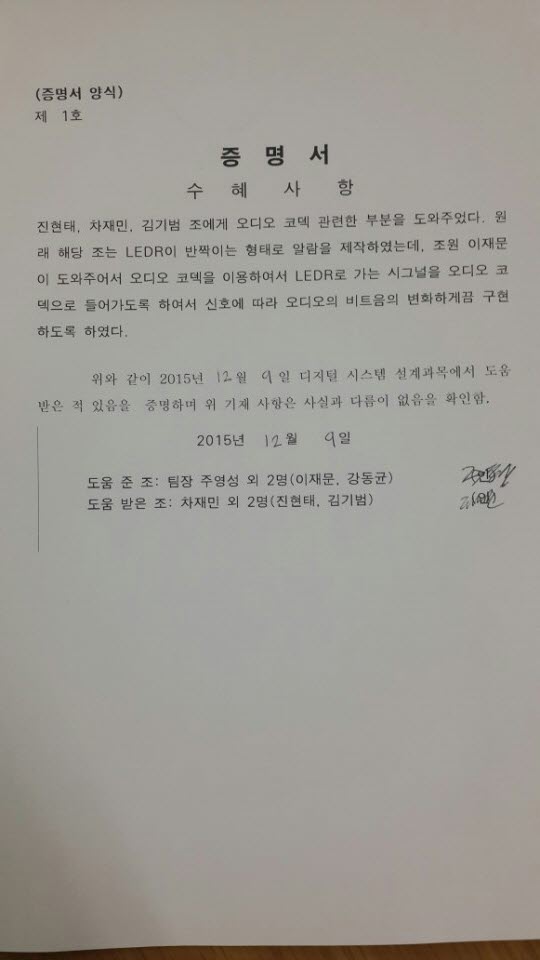 (증명서 양식)
제 1호
증 명 서
수 혜 사 항
진현태, 차재민, 김기범 조에게 오디오 코덱 관련한 부분을 도와주었다. 원
래 해당 조는 LEDR이 반짝이는 형태로 알람을 제작하였는데, 조원 이재문
이 도와주어서 오디오 코덱을 이용하여서 LEDR로 가는 시그널을 오디오 코
덱으로 들어가도록 하여서 신호에 따라 오디오의 비트음의 변화하게끔 구현
하도록 하였다.
위와 같이 2015년 12월 9일 디지털 시스템 설계과목에서 도움
받은 적 있음을 증명하며 위 기재 사항은 사실과 다름이 없음을 확인함.
2015년 12월 9일
도움 준 조: 팀장 주영성 외 2명(이재문, 강동균)
도움 받은 조: 차재민 외 2명(진현태, 김기범)